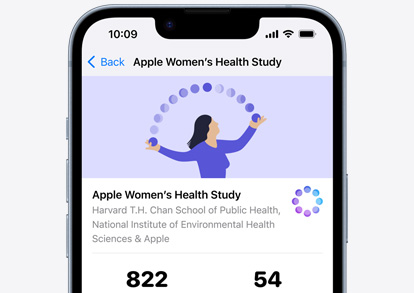 10:09
Back Apple Women’s Health Study
Apple Women’s Health Study
Harvard T.H. Chan School of Public Health,
National Institute of Environmental Health
Sciences & Apple
822 54